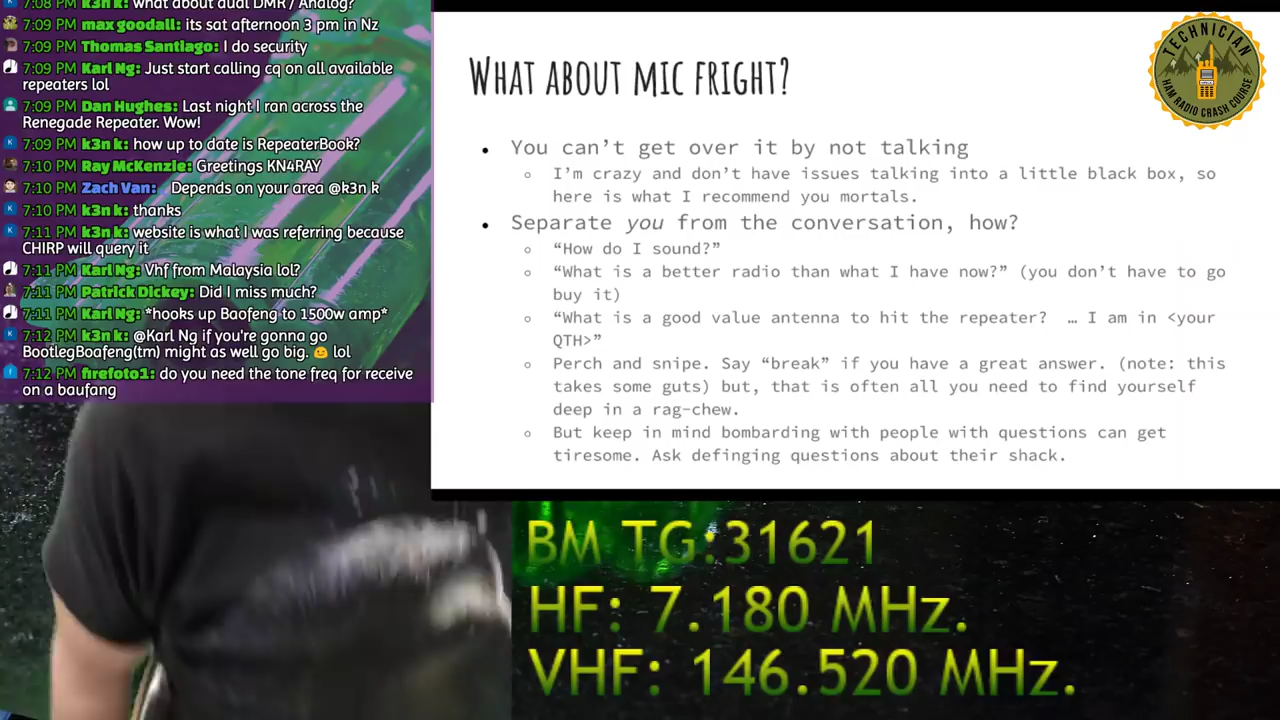 7:08 PM k3n k: what about dual DMR / Analog?
7:09 PM max goodall: its sat afternoon 3 pm in Nz
7:09 PM Thomas Santiago: I do security
7:09 PM Karl Ng: Just start calling cq on all available
repeaters lol
7:09 PM Dan Hughes: Last night I ran across the
Renegade Repeater. Wow!
7:09 PM k3n k: how up to date is RepeaterBook?
7:10 PM Ray McKenzie: Greetings KN4RAY
7:10 PM Zach Van: Depends on your area @k3n k
7:10 PM k3n k: thanks
7:11 PM k3n k: website is what I was referring because
CHIRP will query it
7:11 PM Karl Ng: Vhf from Malaysia lol?
7:11 PM Patrick Dickey: Did I miss much?
7:11 PM Karl Ng: *hooks up Baofeng to 1500w amp*
7:12 PM k3n k: @Karl Ng if you're gonna go
BootlegBoafeng(tm) might as well go big. 🙂 lol
7:12 PM firefoto1: do you need the tone freq for receive
on a baufang
What about mic fright?
TECHNICIAN
HAM RADIO CRASH COURSE
• You can’t get over it by not talking
○ I’m crazy and don’t have issues talking into a little black box, so
here is what I recommend you mortals.
• Separate you from the conversation, how?
○ “How do I sound?”
○ “What is a better radio than what I have now?” (you don’t have to go
buy it)
○ “What is a good value antenna to hit the repeater? … I am in <your
QTH>”
○ Perch and snipe. Say “break” if you have a great answer. (note: this
takes some guts) but, that is often all you need to find yourself
deep in a rag-chew.
○ But keep in mind bombarding with people with questions can get
tiresome. Ask definging questions about their shack.
BM TG:31621
HF: 7.180 MHz.
VHF: 146.520 MHz.